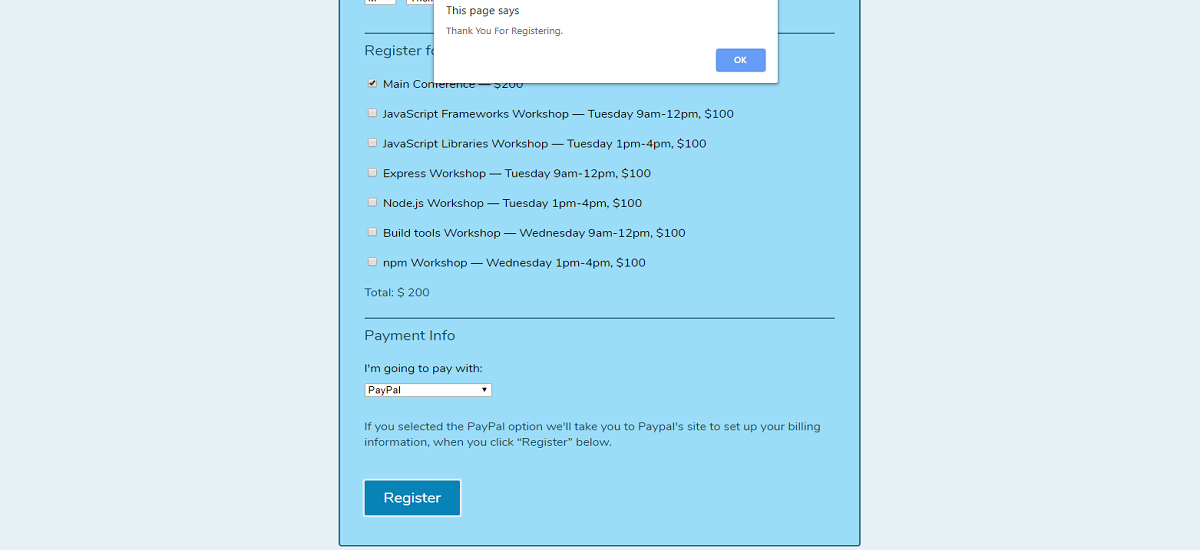 This page says
Thank You For Registering.
OK
Register fo
Main Conference — $200
JavaScript Frameworks Workshop — Tuesday 9am-12pm, $100
JavaScript Libraries Workshop — Tuesday 1pm-4pm, $100
Express Workshop — Tuesday 9am-12pm, $100
Node.js Workshop — Tuesday 1pm-4pm, $100
Build tools Workshop — Wednesday 9am-12pm, $100
npm Workshop — Wednesday 1pm-4pm, $100
Total: $ 200
Payment Info
I'm going to pay with:
PayPal
If you selected the PayPal option we'll take you to Paypal's site to set up your billing
information, when you click “Register” below.
Register